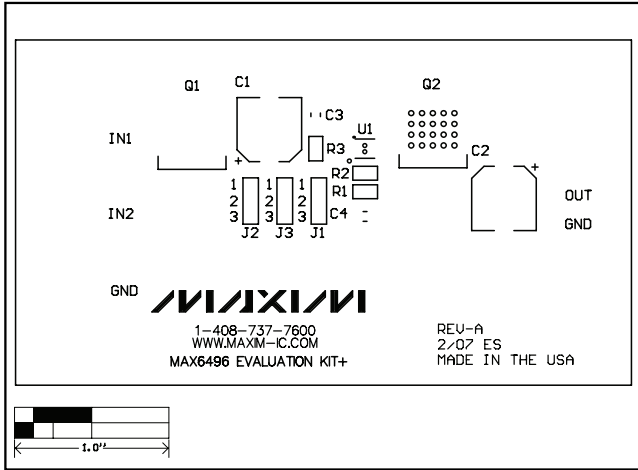 Q1
C1
Q2
C3
IN1
U1
R3
C2
R2
1 1 1
R1
OUT
IN2
2 2 2
C4
3 3 3
GND
J2 J3 J1
GND
MAXIM
1-408-737-7600
WWW.MAXIM-IC.COM
MAX6496 EVALUATION KIT+
REV-A
2/07 ES
MADE IN THE USA
1.0"